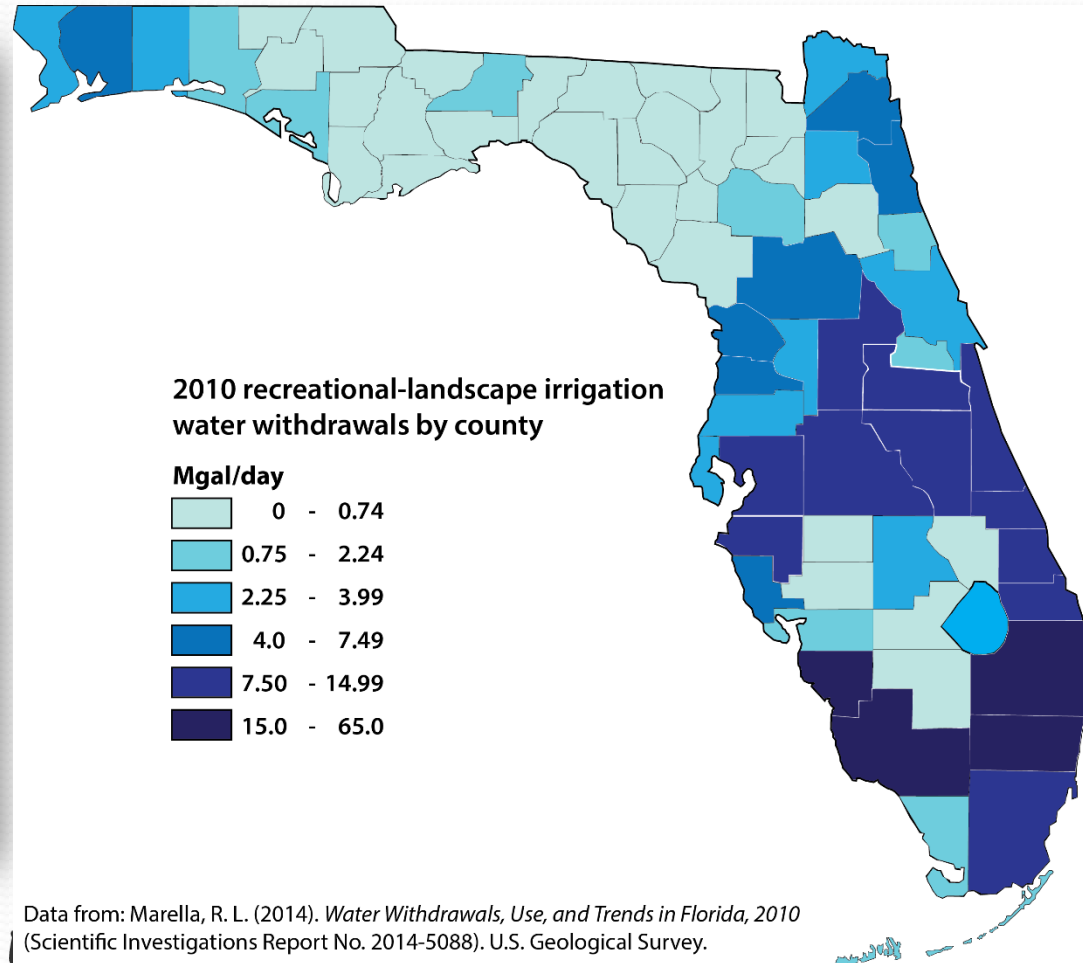 2010 recreational-landscape irrigation
water withdrawals by county
Mgal/day
0 - 0.74
0.75 - 2.24
2.25 - 3.99
4.0 - 7.49
7.50 - 14.99
15.0 - 65.0
Data from: Marella, R. L. (2014). Water Withdrawals, Use, and Trends in Florida, 2010
(Scientific Investigations Report No. 2014-5088). U.S. Geological Survey.